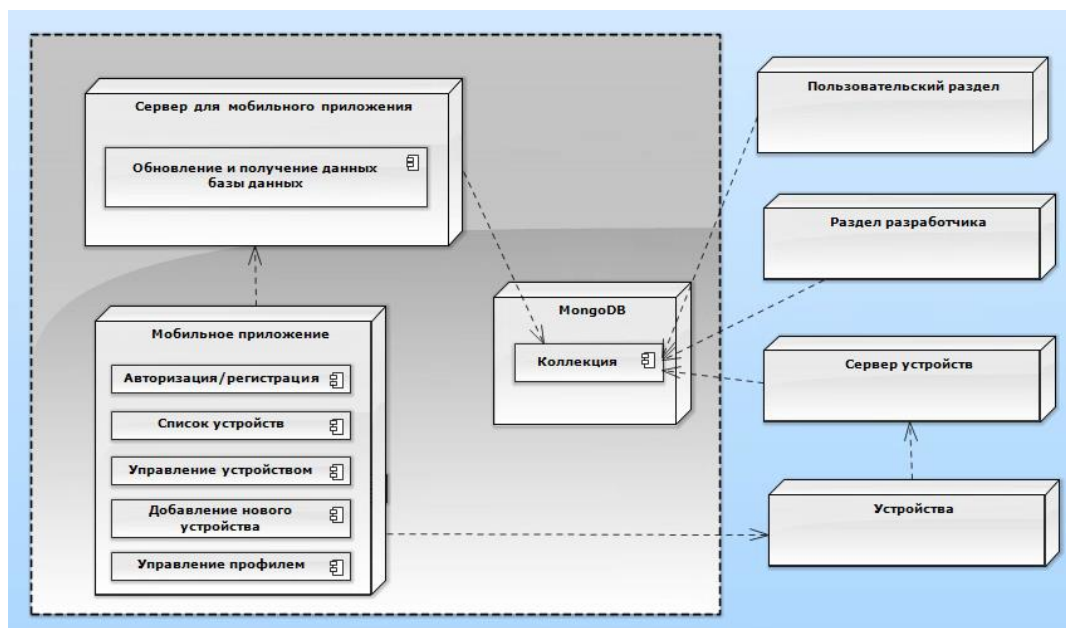 Сервер для мобильного приложения
Обновление и получение данных
базы данных
Мобильное приложение
Авторизация/регистрация
Список устройств
Управление устройством
Добавление нового
устройства
Управление профилем
MongoDB
Коллекция
Пользовательский раздел
Раздел разработчика
Сервер устройств
Устройства